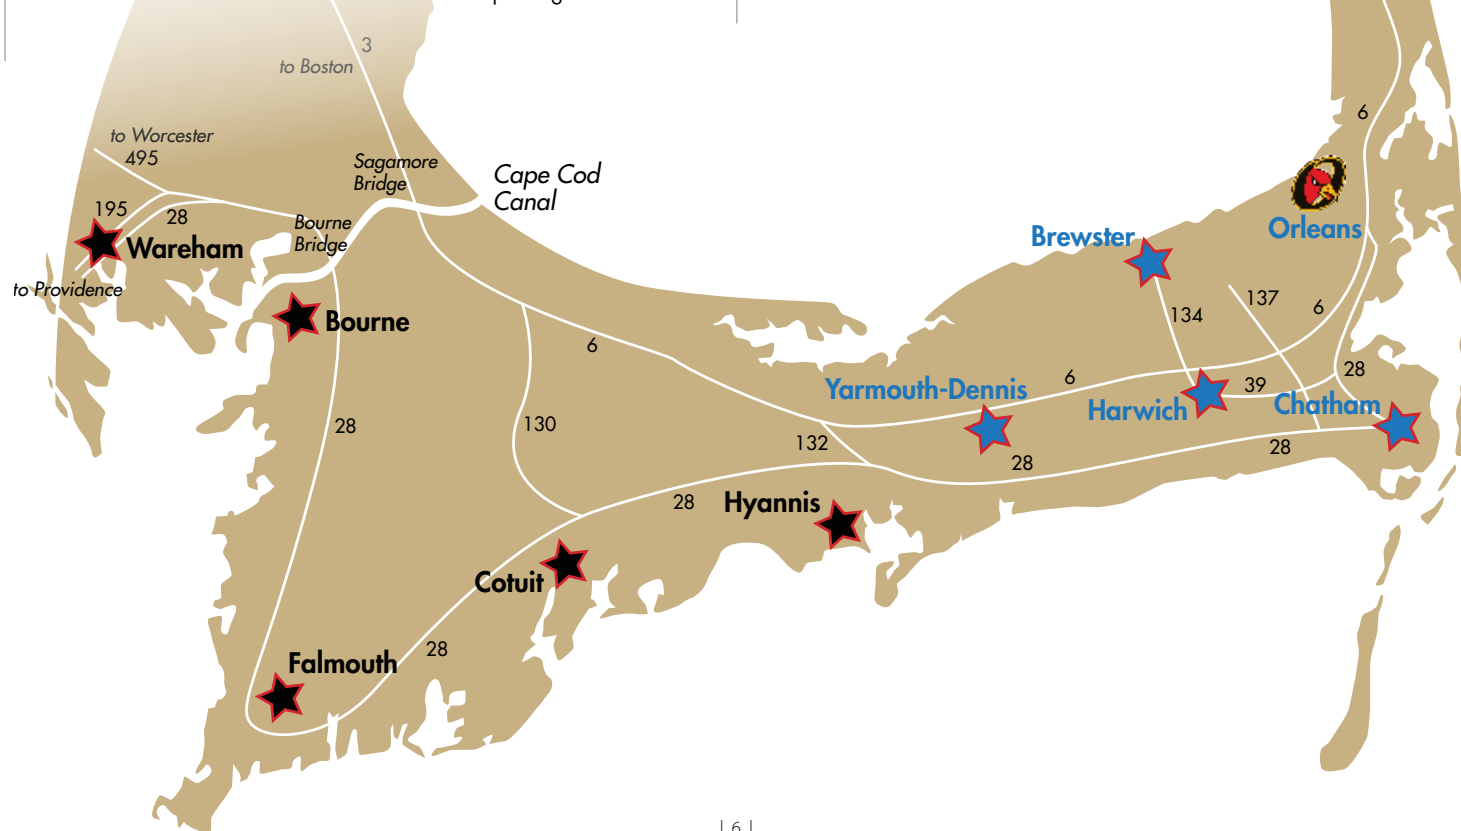 3
to Boston
6
to Worcester
495
Sagamore
Bridge
Cape Cod
Canal
195
28
Bourne
Bridge
Wareham
Orleans
Brewster
to Providence
137
134
6
Bourne
6
28
6
Yarmouth-Dennis
39
Harwich
Chatham
28
130
132
28
28
28
Hyannis
Cotuit
28
Falmouth
| 6 |